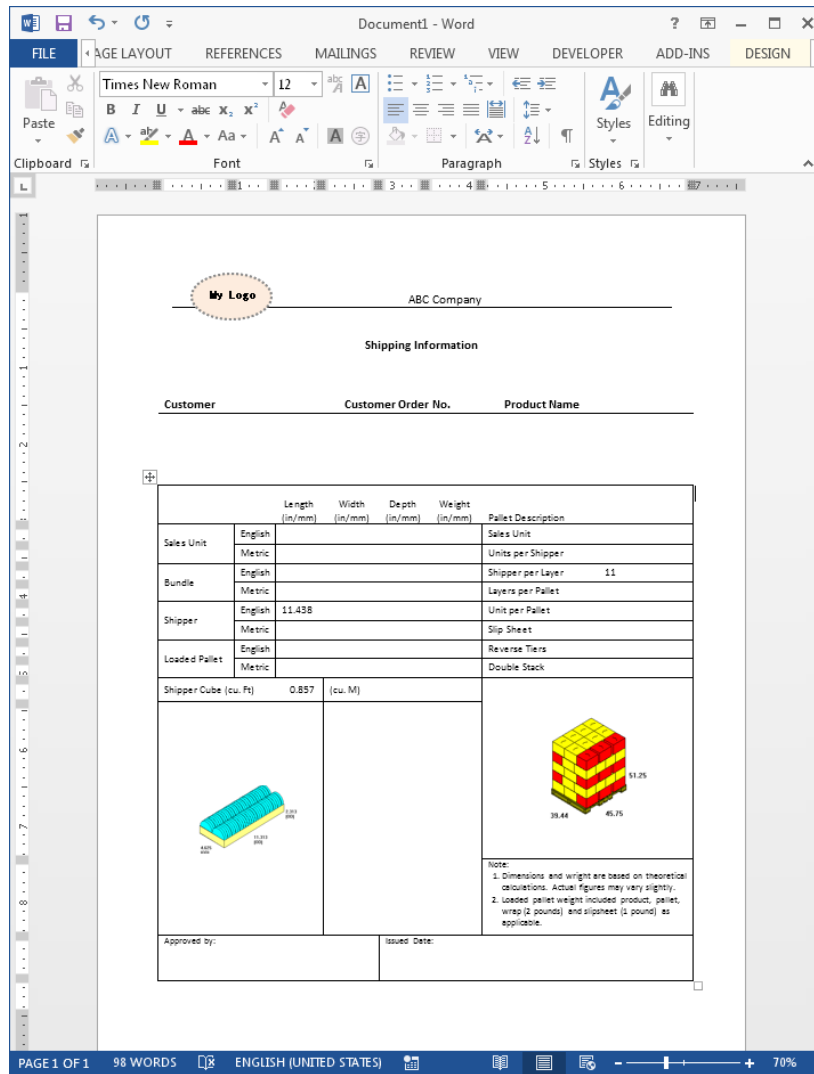 Document1 - Word
?
FILE
AGE LAYOUT
REFERENCES
MAILINGS
REVIEW
VIEW
DEVELOPER
ADD-INS
DESIGN
Times New Roman
12
Paste
Styles
Editing
Clipboard
Font
Paragraph
Styles
My Logo
ABC Company
Shipping Information
Customer Customer Order No. Product Name
Length Width Depth Weight
(in/mm) (in/mm) (in/mm) (in/mm) Pallet Description
Sales Unit English Sales Unit
Metric Units per Shipper
Bundle English Shipper per Layer 11
Metric Layers per Pallet
Shipper English 11.438 Unit per Pallet
Metric Slip Sheet
Loaded Pallet English Reverse Tiers
Metric Double Stack
Shipper Cube (cu. Ft) 0.857 (cu. M)
51.25
39.44 45.75
Note:
1. Dimensions and wright are based on theoretical
calculations. Actual figures may vary slightly.
2. Loaded pallet weight included product, pallet,
wrap (2 pounds) and slipsheet (1 pound) as
applicable.
Approved by: Issued Date:
PAGE 1 OF 1 98 WORDS ENGLISH (UNITED STATES) 70%